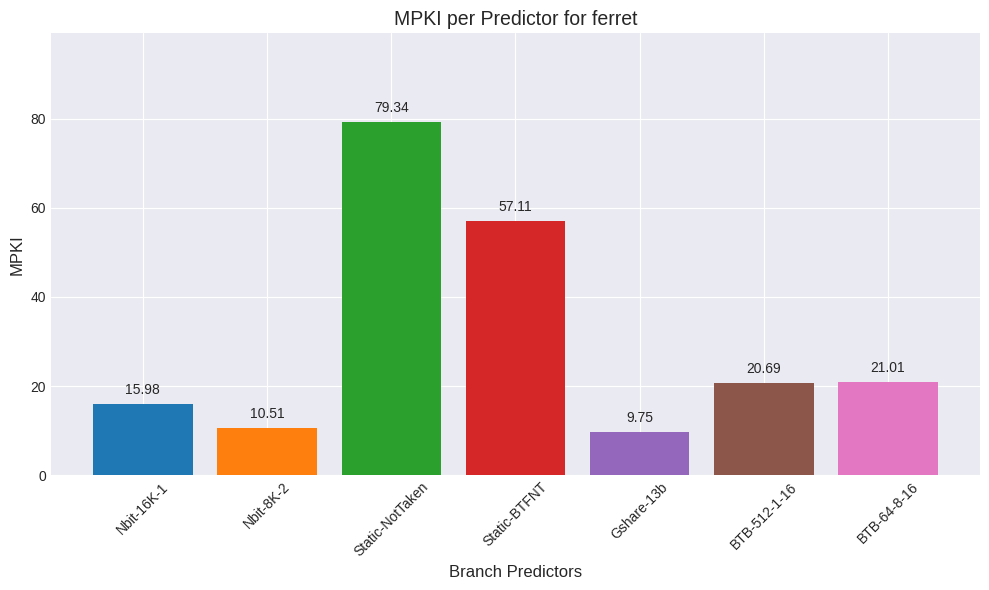 MPKI per Predictor for ferret
MPKI
80
60
40
20
0
15.98
10.51
79.34
57.11
9.75
20.69
21.01
Nbit-16K-1
Nbit-8K-2
Static-NotTaken
Static-BTFNT
Gshare-13b
BTB-512-1-16
BTB-64-8-16
Branch Predictors